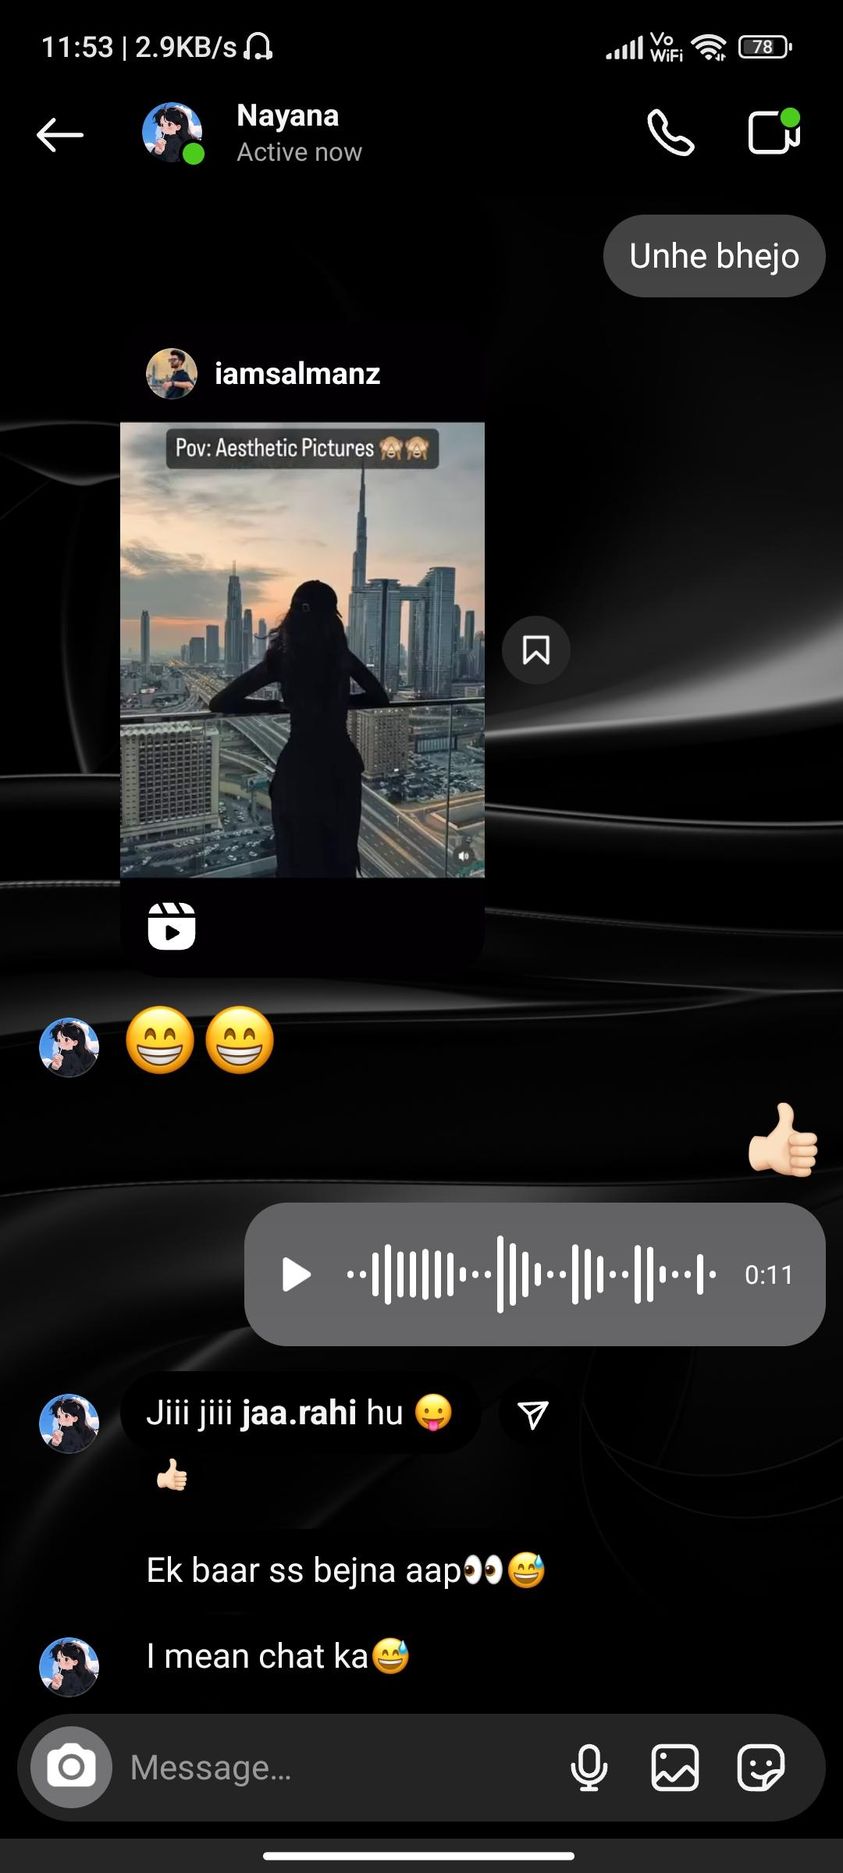 11:53 | 2.9KB/s
Vo
WiFi
78
Nayana
Active now
Unhe bhejo
iamsalmanz
Pov: Aesthetic Pictures 🙈🙈
😁😁
👍🏻
0:11
Jiii jiii jaa.rahi hu 😛
👍🏻
Ek baar ss bejna aap👀😅
I mean chat ka😅
Message...